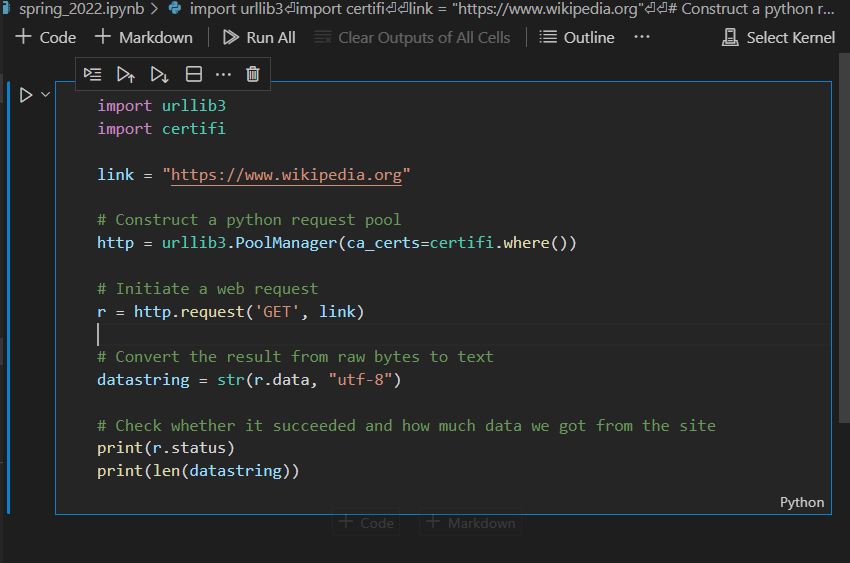 spring_2022.ipynb > import urllib3⏎import certifi⏎⏎link = "https://www.wikipedia.org"⏎⏎# Construct a python r...
+ Code + Markdown Run All Clear Outputs of All Cells Outline ... Select Kernel
import urllib3
import certifi
link = "https://www.wikipedia.org"
# Construct a python request pool
http = urllib3.PoolManager(ca_certs=certifi.where())
# Initiate a web request
r = http.request('GET', link)
# Convert the result from raw bytes to text
datastring = str(r.data, "utf-8")
# Check whether it succeeded and how much data we got from the site
print(r.status)
print(len(datastring))
Python
+ Code + Markdown